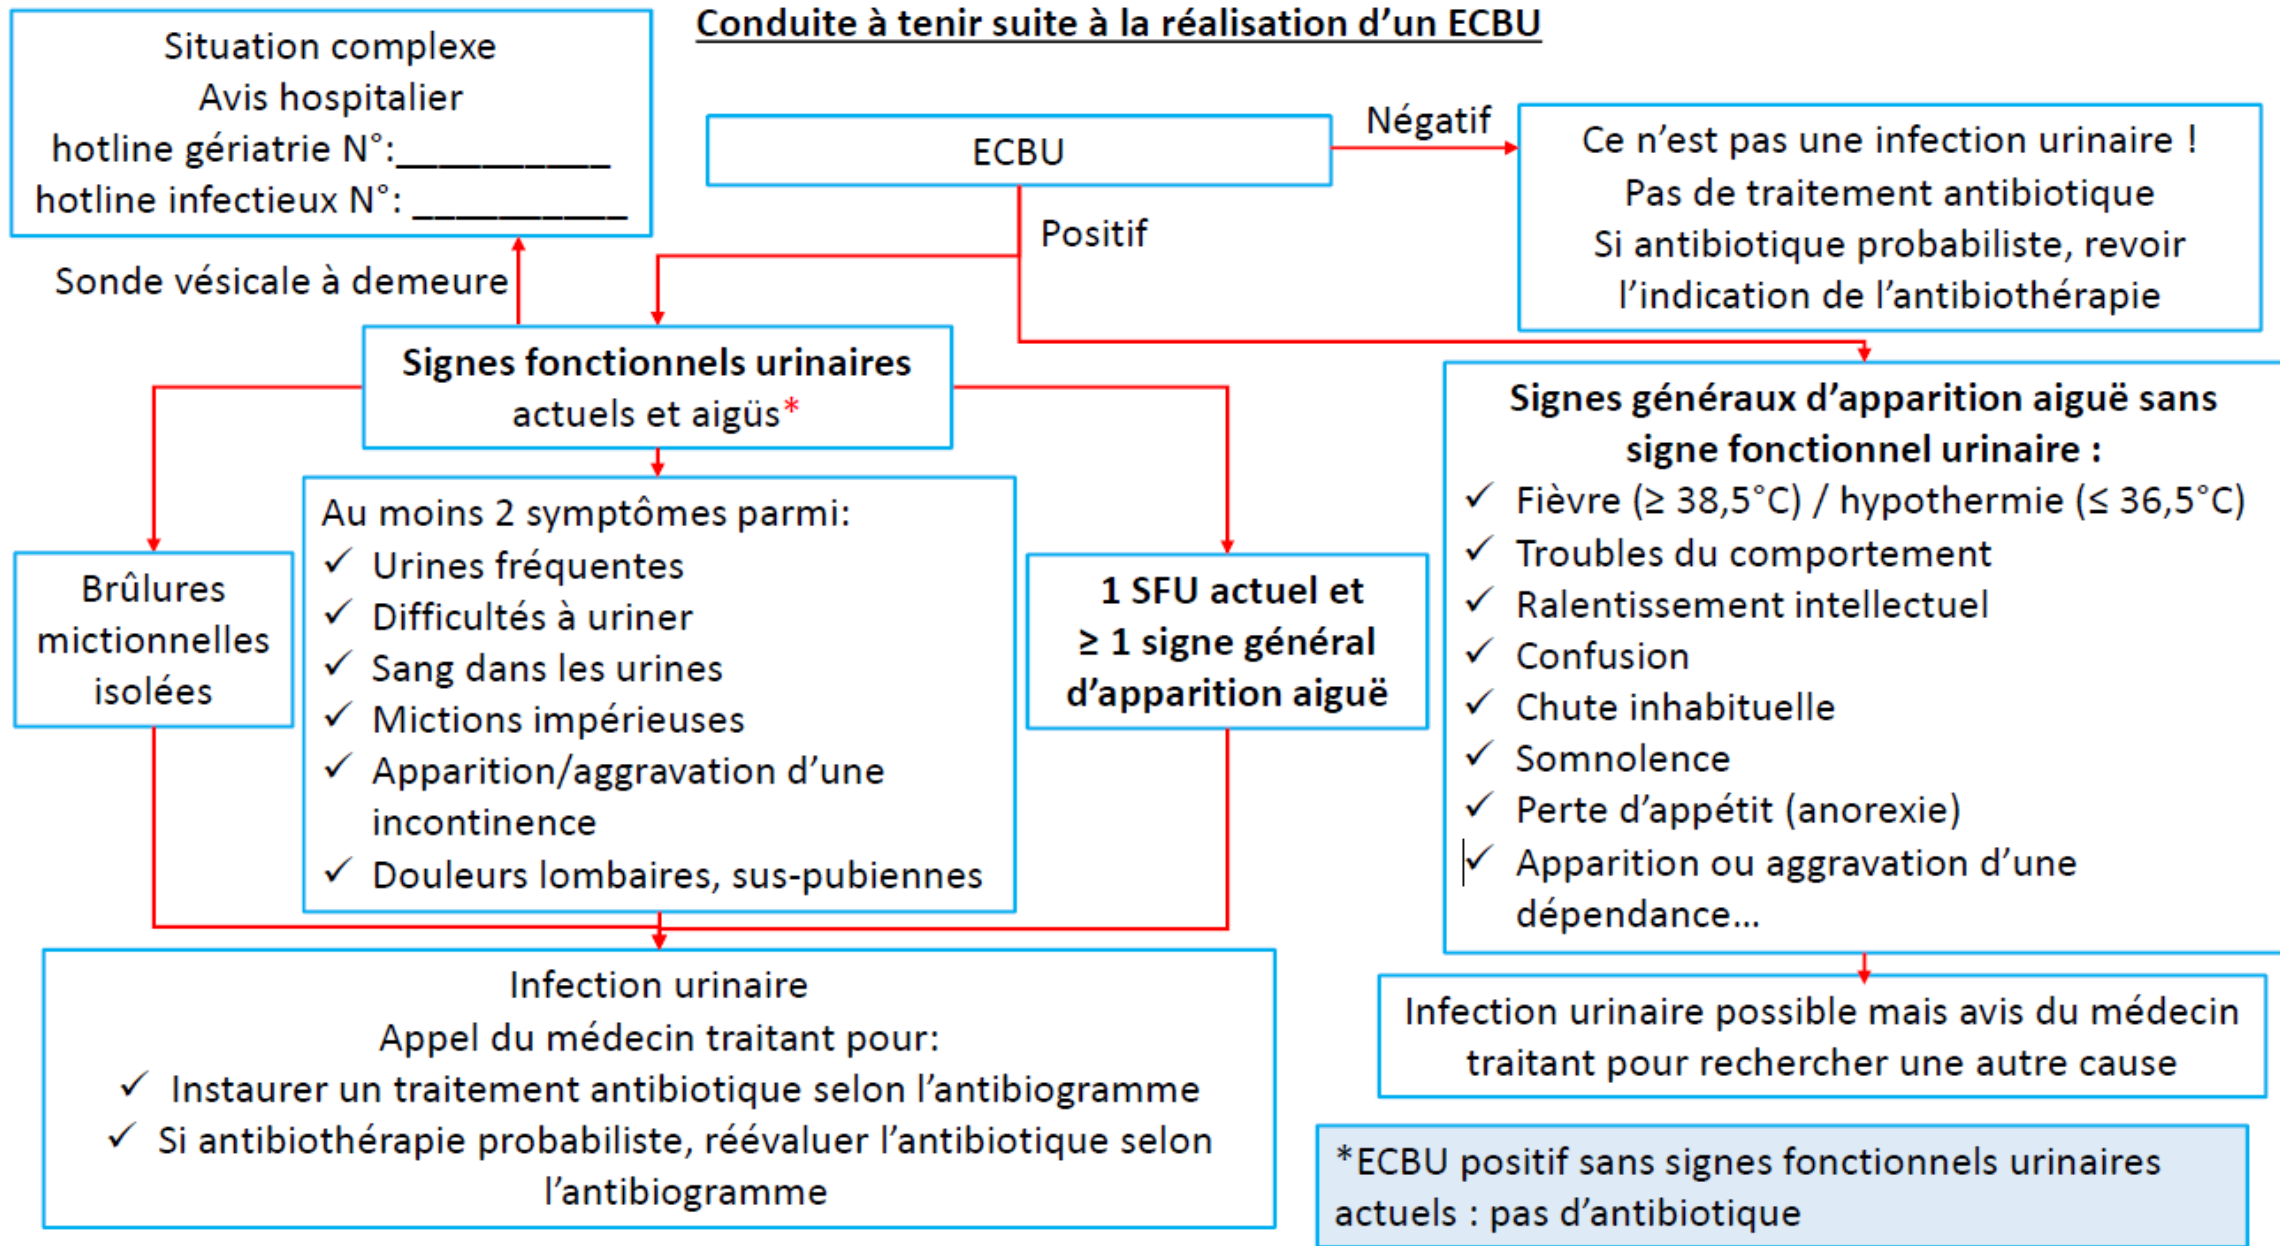 Conduite à tenir suite à la réalisation d’un ECBU
Situation complexe
Avis hospitalier
hotline gériatrie N°:__________
hotline infectieux N°: __________
Sonde vésicale à demeure
ECBU
Négatif
Positif
Ce n’est pas une infection urinaire !
Pas de traitement antibiotique
Si antibiotique probabiliste, revoir
l’indication de l’antibiothérapie
Signes fonctionnels urinaires
actuels et aigüs*
Brûlures
mictionnelles
isolées
Au moins 2 symptômes parmi:
✓ Urines fréquentes
✓ Difficultés à uriner
✓ Sang dans les urines
✓ Mictions impérieuses
✓ Apparition/aggravation d’une
incontinence
✓ Douleurs lombaires, sus-pubiennes
1 SFU actuel et
≥ 1 signe général
d’apparition aiguë
Signes généraux d’apparition aiguë sans
signe fonctionnel urinaire :
✓ Fièvre (≥ 38,5°C) / hypothermie (≤ 36,5°C)
✓ Troubles du comportement
✓ Ralentissement intellectuel
✓ Confusion
✓ Chute inhabituelle
✓ Somnolence
✓ Perte d’appétit (anorexie)
✓ Apparition ou aggravation d’une
dépendance...
Infection urinaire
Appel du médecin traitant pour:
✓ Instaurer un traitement antibiotique selon l’antibiogramme
✓ Si antibiothérapie probabiliste, réévaluer l’antibiotique selon
l’antibiogramme
Infection urinaire possible mais avis du médecin
traitant pour rechercher une autre cause
*ECBU positif sans signes fonctionnels urinaires
actuels : pas d’antibiotique